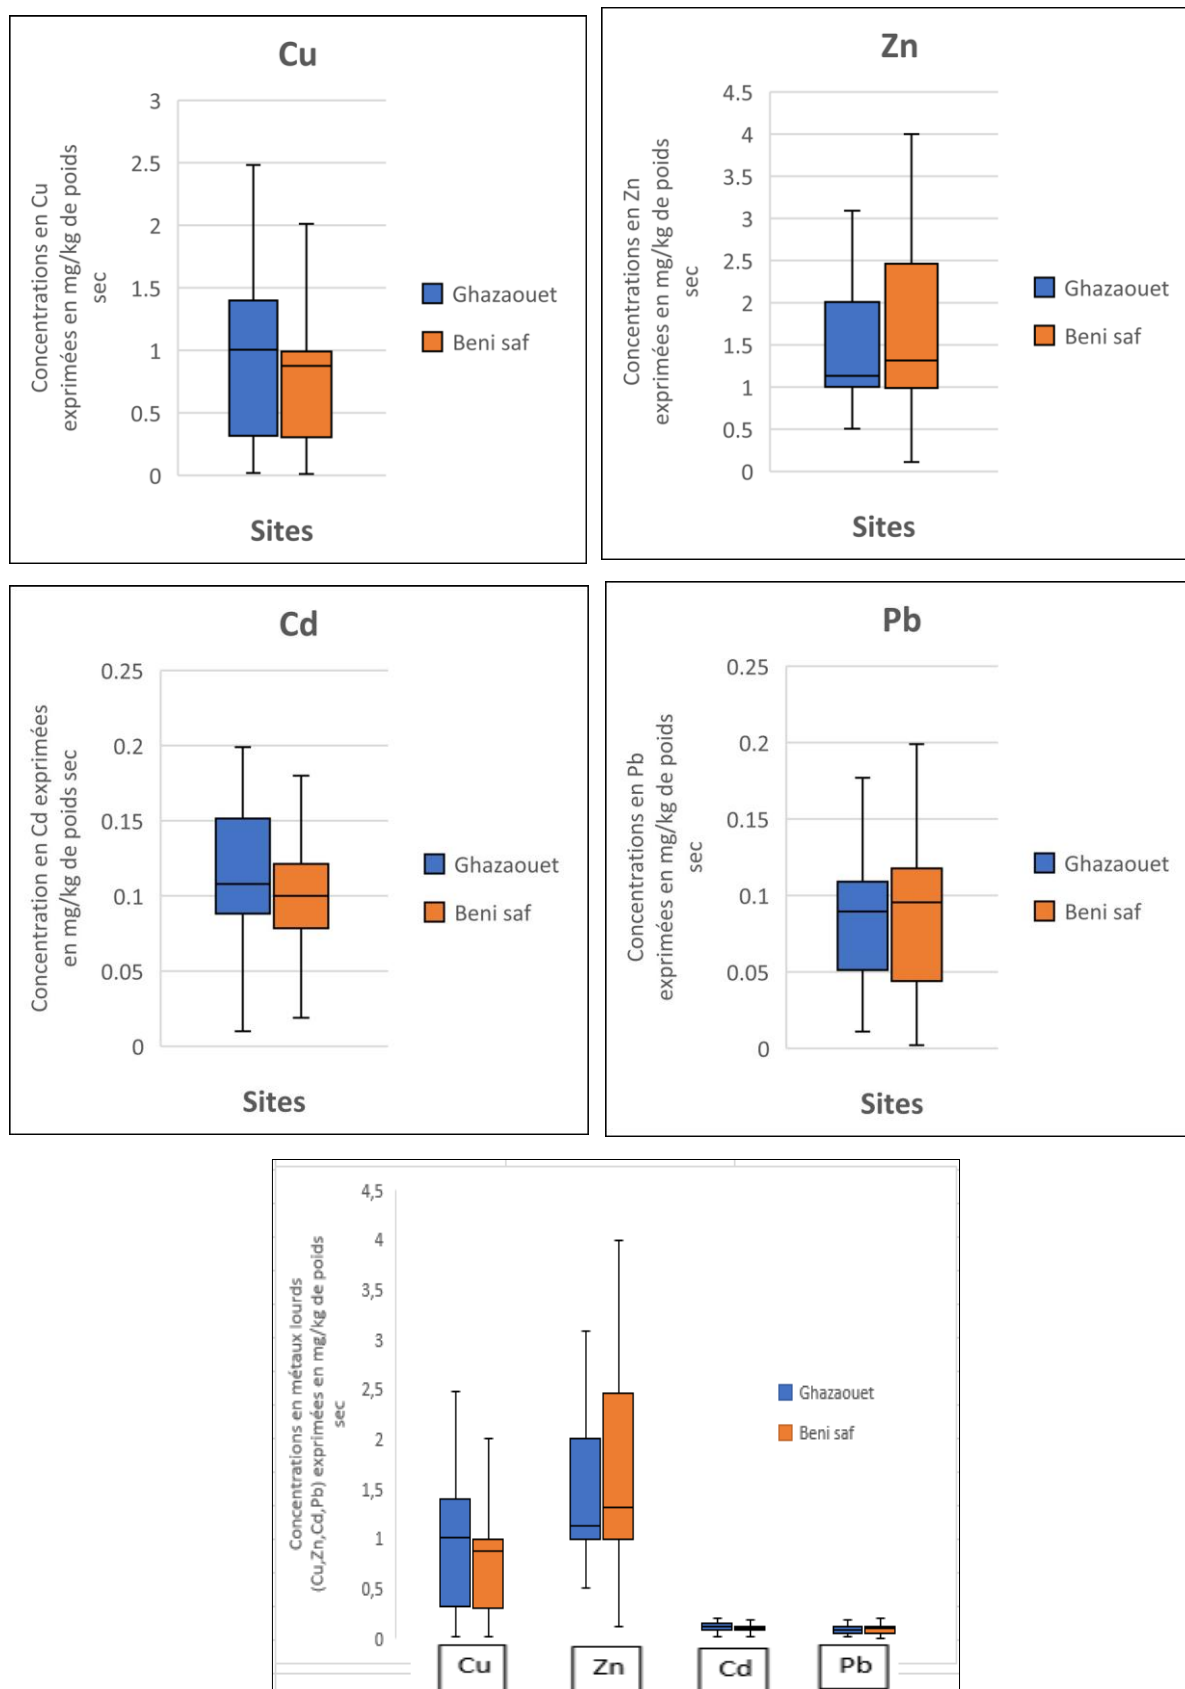 Cu
Concentrations en Cu
exprimées en mg/kg de poids
sec
3
2.5
2
1.5
1
0.5
0
Ghazaouet
Beni saf
Sites
Zn
Concentrations en Zn
exprimées en mg/kg de poids
sec
4.5
4
3.5
3
2.5
2
1.5
1
0.5
0
Ghazaouet
Beni saf
Sites
Cd
Concentration en Cd exprimées
en mg/kg de poids sec
0.25
0.2
0.15
0.1
0.05
0
Ghazaouet
Beni saf
Sites
Pb
Concentrations en Pb
exprimées en mg/kg de poids
sec
0.25
0.2
0.15
0.1
0.05
0
Ghazaouet
Beni saf
Sites
Concentrations en métaux lourds
(Cu,Zn,Cd,Pb) exprimées en mg/kg de poids
sec
4,5
4
3,5
3
2,5
2
1,5
1
0,5
0
Ghazaouet
Beni saf
Cu
Zn
Cd
Pb